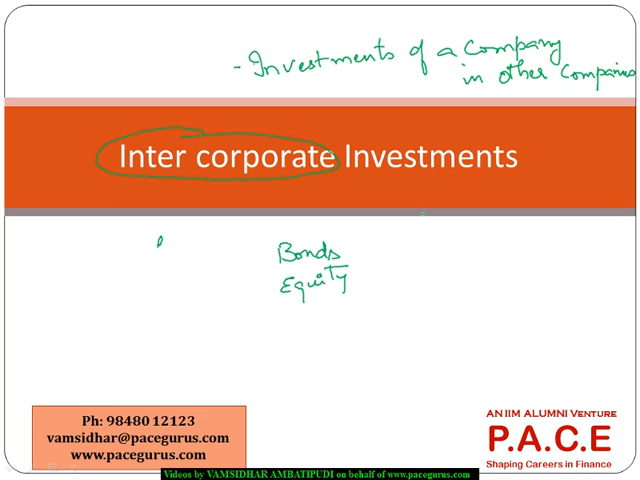 - Investments of a Company
in other Companies
Inter corporate Investments
Bonds
Equity
Ph: 98480 12123
vamsidhar@pacegurus.com
www.pacegurus.com
AN IIM ALUMNI VENTURE
P.A.C.E
Shaping Careers in Finance
Videos by VAMSIDHAR AMBATIPUDI on behalf of www.pacegurus.com